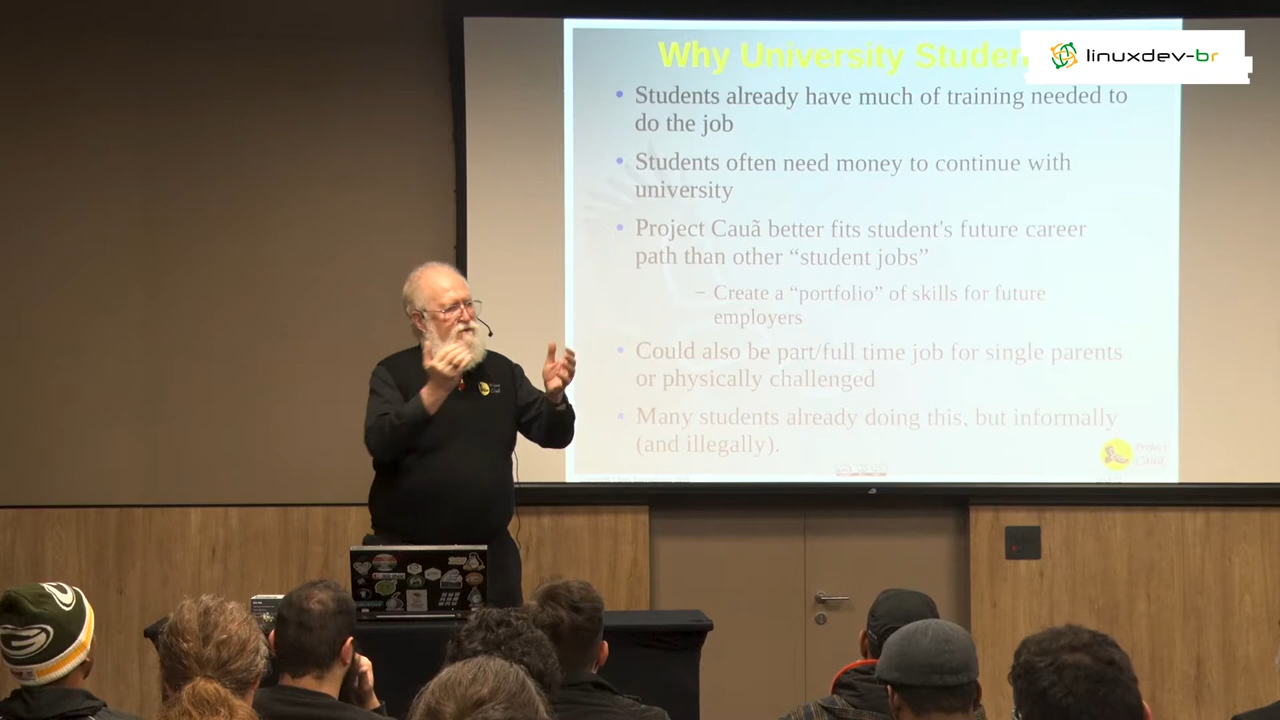 Why University Studen
linuxdev-br
• Students already have much of training needed to
do the job
• Students often need money to continue with
university
• Project Cauã better fits student's future career
path than other “student jobs”
– Create a “portfolio” of skills for future
employers
• Could also be part/full time job for single parents
or physically challenged
• Many students already doing this, but informally
(and illegally).
Project
Cauã